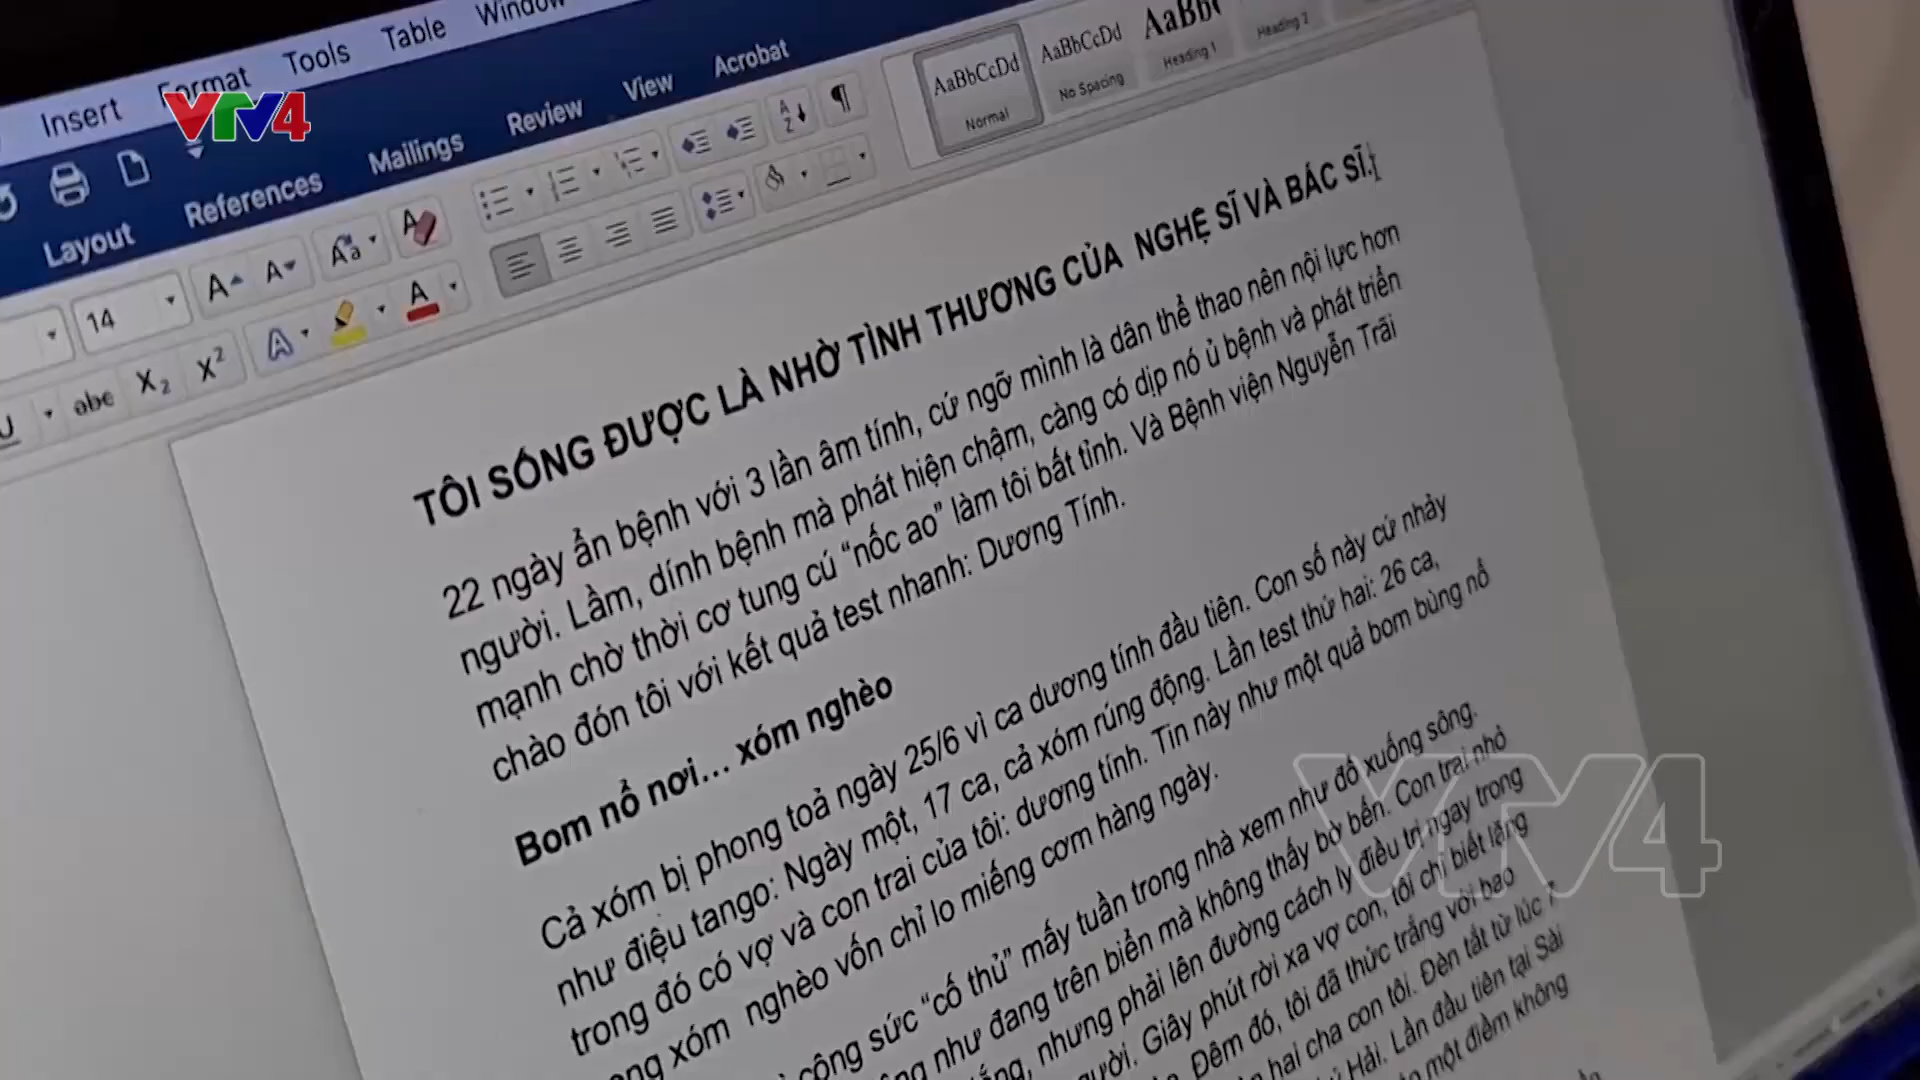 Insert Format Tools Table Window
VTV4
Layout References Mailings Review View Acrobat
14
abc X₂ X²
AaBbCcDd AaBbCcDd AaBb
Normal No Spacing Heading 1 Heading 2
TÔI SỐNG ĐƯỢC LÀ NHỜ TÌNH THƯƠNG CỦA NGHỆ SĨ VÀ BÁC SĨ.
22 ngày ẩn bệnh với 3 lần âm tính, cứ ngỡ mình là dân thể thao nên nội lực hơn
người. Lầm, dính bệnh mà phát hiện chậm, càng có dịp nó ủ bệnh và phát triển
mạnh chờ thời cơ tung cú “nốc ao” làm tôi bất tỉnh. Và Bệnh viện Nguyễn Trãi
chào đón tôi với kết quả test nhanh: Dương Tính.
Bom nổ nơi... xóm nghèo
Cả xóm bị phong toả ngày 25/6 vì ca dương tính đầu tiên. Con số này cứ nhảy
như điệu tango: Ngày một, 17 ca, cả xóm rúng động. Lần test thứ hai: 26 ca,
trong đó có vợ và con trai của tôi: dương tính. Tin này như một quả bom bùng nổ
xóm nghèo vốn chỉ lo miếng cơm hàng ngày.
công sức “cố thủ” mấy tuần trong nhà xem như đổ xuống sông.
như đang trên biển mà không thấy bờ bến. Con trai nhỏ
nhưng phải lên đường cách ly điều trị ngay trong
Giây phút rời xa vợ con, tôi chỉ biết lặng
Đêm đó, tôi đã thức trắng với bao
hai cha con tôi. Đèn tắt từ lúc 7
Hải. Lần đầu tiên tại Sài
một điềm không
VTV4